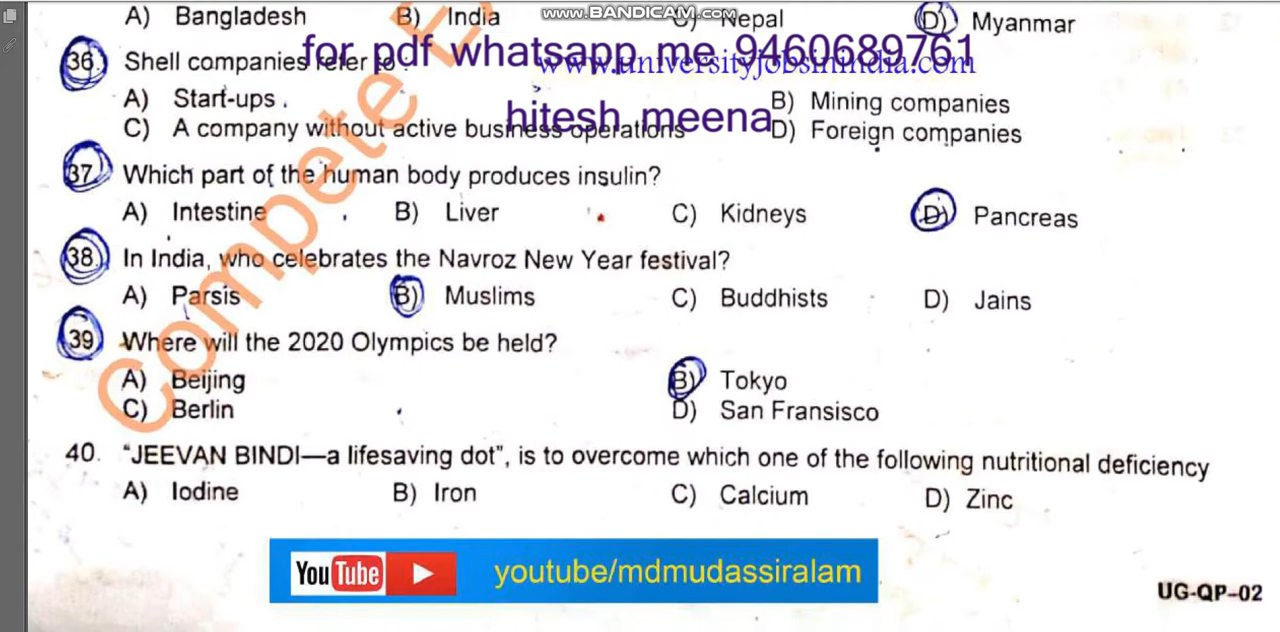 A) Bangladesh B) India C) Nepal D) Myanmar
www.BANDICAM.com
36. Shell companies refer to :
for pdf whatsapp me 9460689761
www.universityjobsinindia.com
A) Start-ups B) Mining companies
hitesh meena
C) A company without active business operations D) Foreign companies
37. Which part of the human body produces insulin?
A) Intestine B) Liver C) Kidneys D) Pancreas
38. In India, who celebrates the Navroz New Year festival?
A) Parsis B) Muslims C) Buddhists D) Jains
39. Where will the 2020 Olympics be held?
A) Beijing B) Tokyo
C) Berlin D) San Fransisco
40. "JEEVAN BINDI—a lifesaving dot", is to overcome which one of the following nutritional deficiency
A) Iodine B) Iron C) Calcium D) Zinc
Compete
YouTube youtube/mdmudassiralam
UG-QP-02